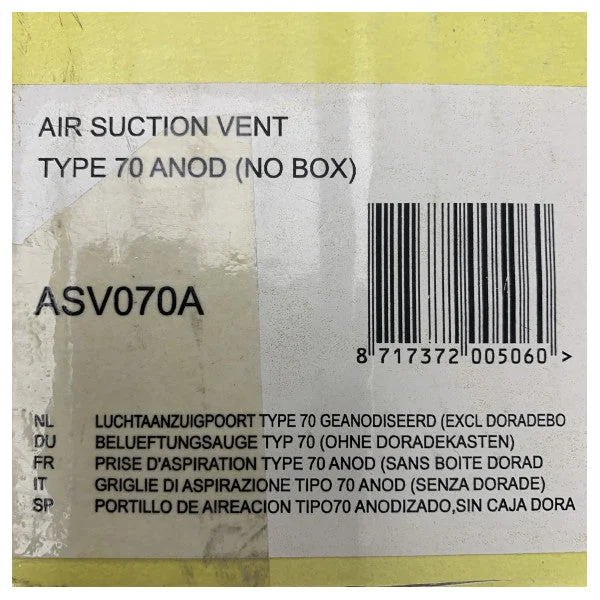 AIR SUCTION VENT
TYPE 70 ANOD (NO BOX)
ASV070A
8 717372 005060 >
NL LUCHTAANZUIGPOORT TYPE 70 GEANODISEERD (EXCL DORADEBO
DU BELUEFTUNGSAUGE TYP 70 (OHNE DORADEKASTEN)
FR PRISE D'ASPIRATION TYPE 70 ANOD (SANS BOITE DORAD
IT GRIGLIE DI ASPIRAZIONE TIPO 70 ANOD (SENZA DORADE)
SP PORTILLO DE AIREACION TIPO70 ANODIZADO,SIN CAJA DORA